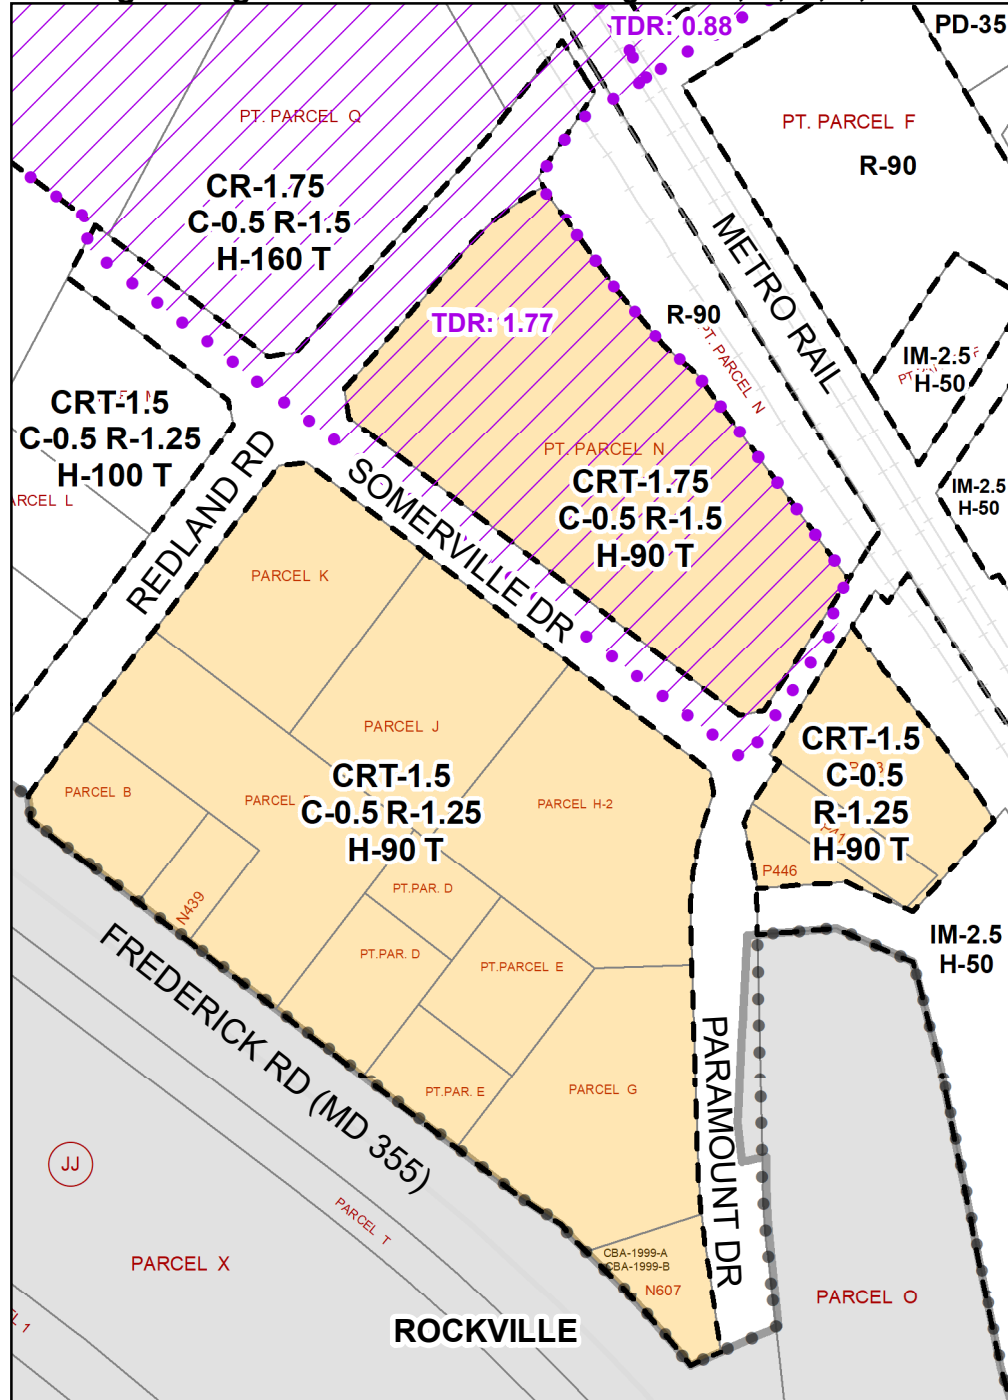 TDR: 0.88
PD-35
PT. PARCEL Q
PT. PARCEL F
R-90
CR-1.75
C-0.5 R-1.5
H-160 T
METRO RAIL
TDR: 1.77
R-90
PT. PARCEL N
IM-2.5
H-50
CRT-1.5
C-0.5 R-1.25
H-100 T
PT. PARCEL N
CRT-1.75
C-0.5 R-1.5
H-90 T
IM-2.5
H-50
REDLAND RD
SOMERVILLE DR
PARCEL K
PARCEL J
CRT-1.5
C-0.5
R-1.25
H-90 T
P446
PARCEL B
CRT-1.5
C-0.5 R-1.25
H-90 T
PARCEL H-2
PT.PAR. D
N439
PT.PAR. D
PT.PARCEL E
IM-2.5
H-50
FREDERICK RD (MD 355)
PT.PAR. E
PARCEL G
PARAMOUNT DR
JJ
PARCEL T
PARCEL X
CBA-1999-A
CBA-1999-B
N607
PARCEL O
ROCKVILLE